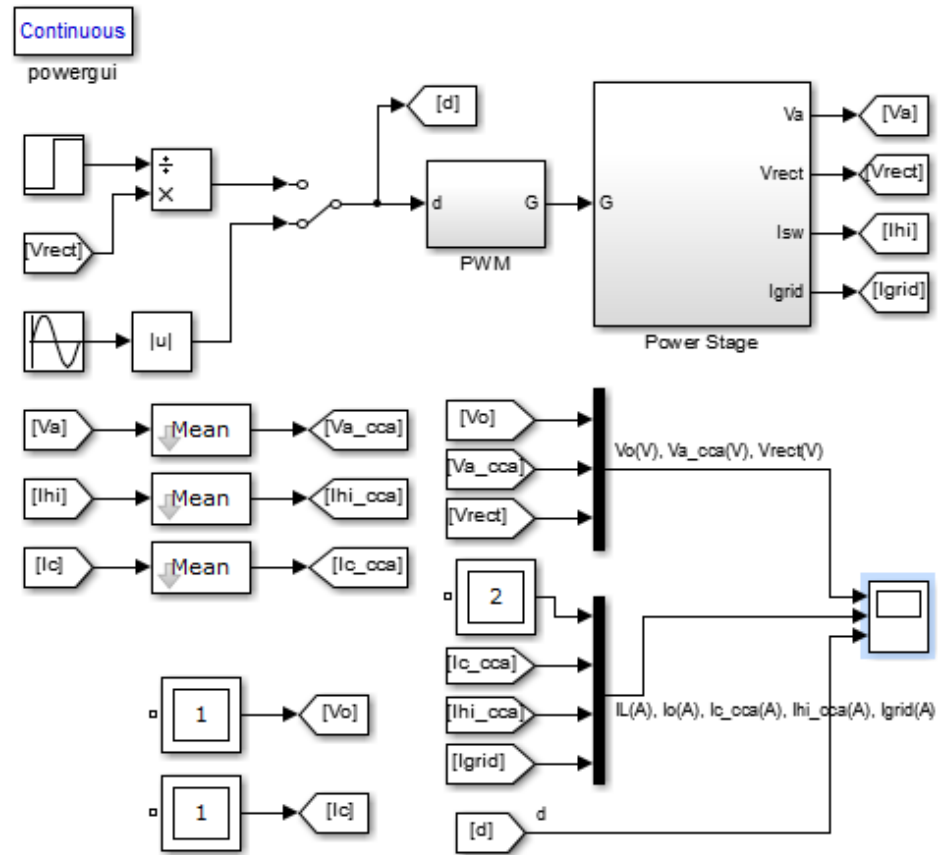 Continuous
powergui
[d]
÷
×
[Vrect]
|u|
d
G
PWM
G
Va
Vrect
Isw
Igrid
Power Stage
[Va]
[Vrect]
[Ihi]
[Igrid]
[Va]
Mean
[Va_cca]
[Ihi]
Mean
[Ihi_cca]
[Ic]
Mean
[Ic_cca]
[Vo]
[Va_cca]
[Vrect]
Vo(V), Va_cca(V), Vrect(V)
2
[Ic_cca]
[Ihi_cca]
[Igrid]
IL(A), Io(A), Ic_cca(A), Ihi_cca(A), Igrid(A)
1
[Vo]
1
[Ic]
[d]
d